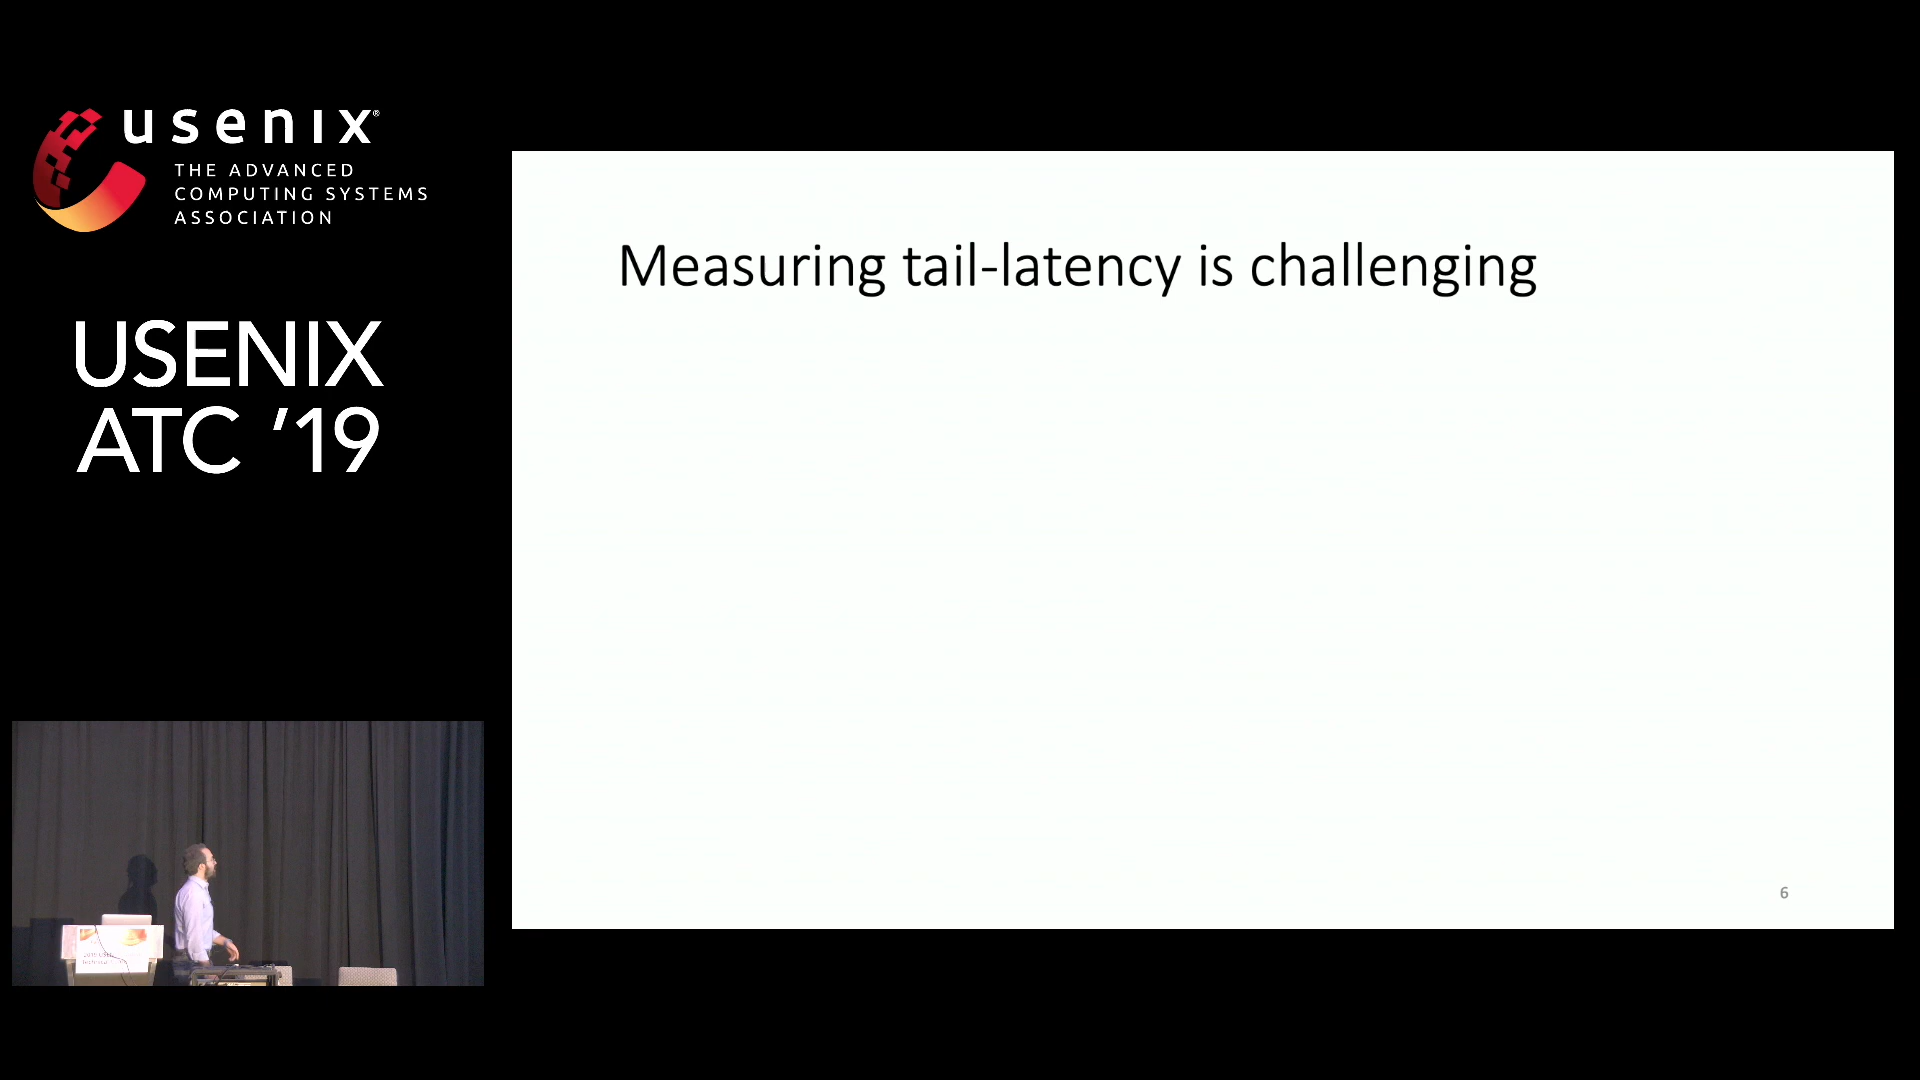 usenix®
THE ADVANCED
COMPUTING SYSTEMS
ASSOCIATION
USENIX
ATC ’19
Measuring tail-latency is challenging
6